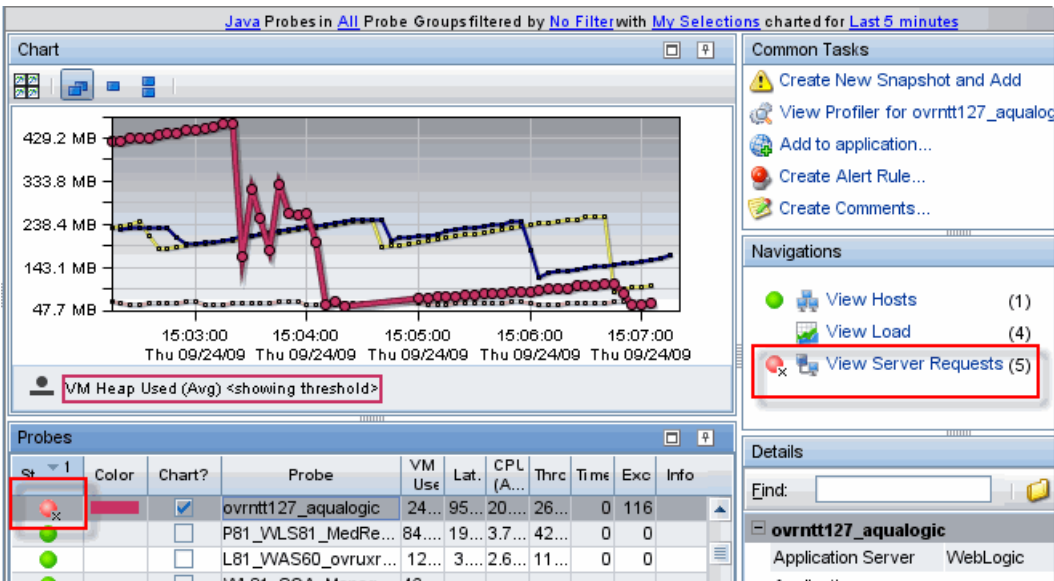 Java Probes in All Probe Groups filtered by No Filter with My Selections charted for Last 5 minutes
Chart
429.2 MB
333.8 MB
238.4 MB
143.1 MB
47.7 MB
15:03:00 15:04:00 15:05:00 15:06:00 15:07:00
Thu 09/24/09 Thu 09/24/09 Thu 09/24/09 Thu 09/24/09 Thu 09/24/09
VM Heap Used (Avg) <showing threshold>
Probes
St 1 Color Chart? Probe VM Use Lat. CPU (A... Thrc Time Exc Info
ovrntt127_aqualogic 24... 95... 20.... 26... 0 116
P81_WLS81_MedRe... 84.... 19... 3.7... 42... 0 0
L81_WAS60_ovruxr... 12... 3.... 2.6... 11... 0 0
Common Tasks
Create New Snapshot and Add
View Profiler for ovrntt127_aqualog
Add to application...
Create Alert Rule...
Create Comments...
Navigations
View Hosts (1)
View Load (4)
View Server Requests (5)
Details
Find:
ovrntt127_aqualogic
Application Server WebLogic